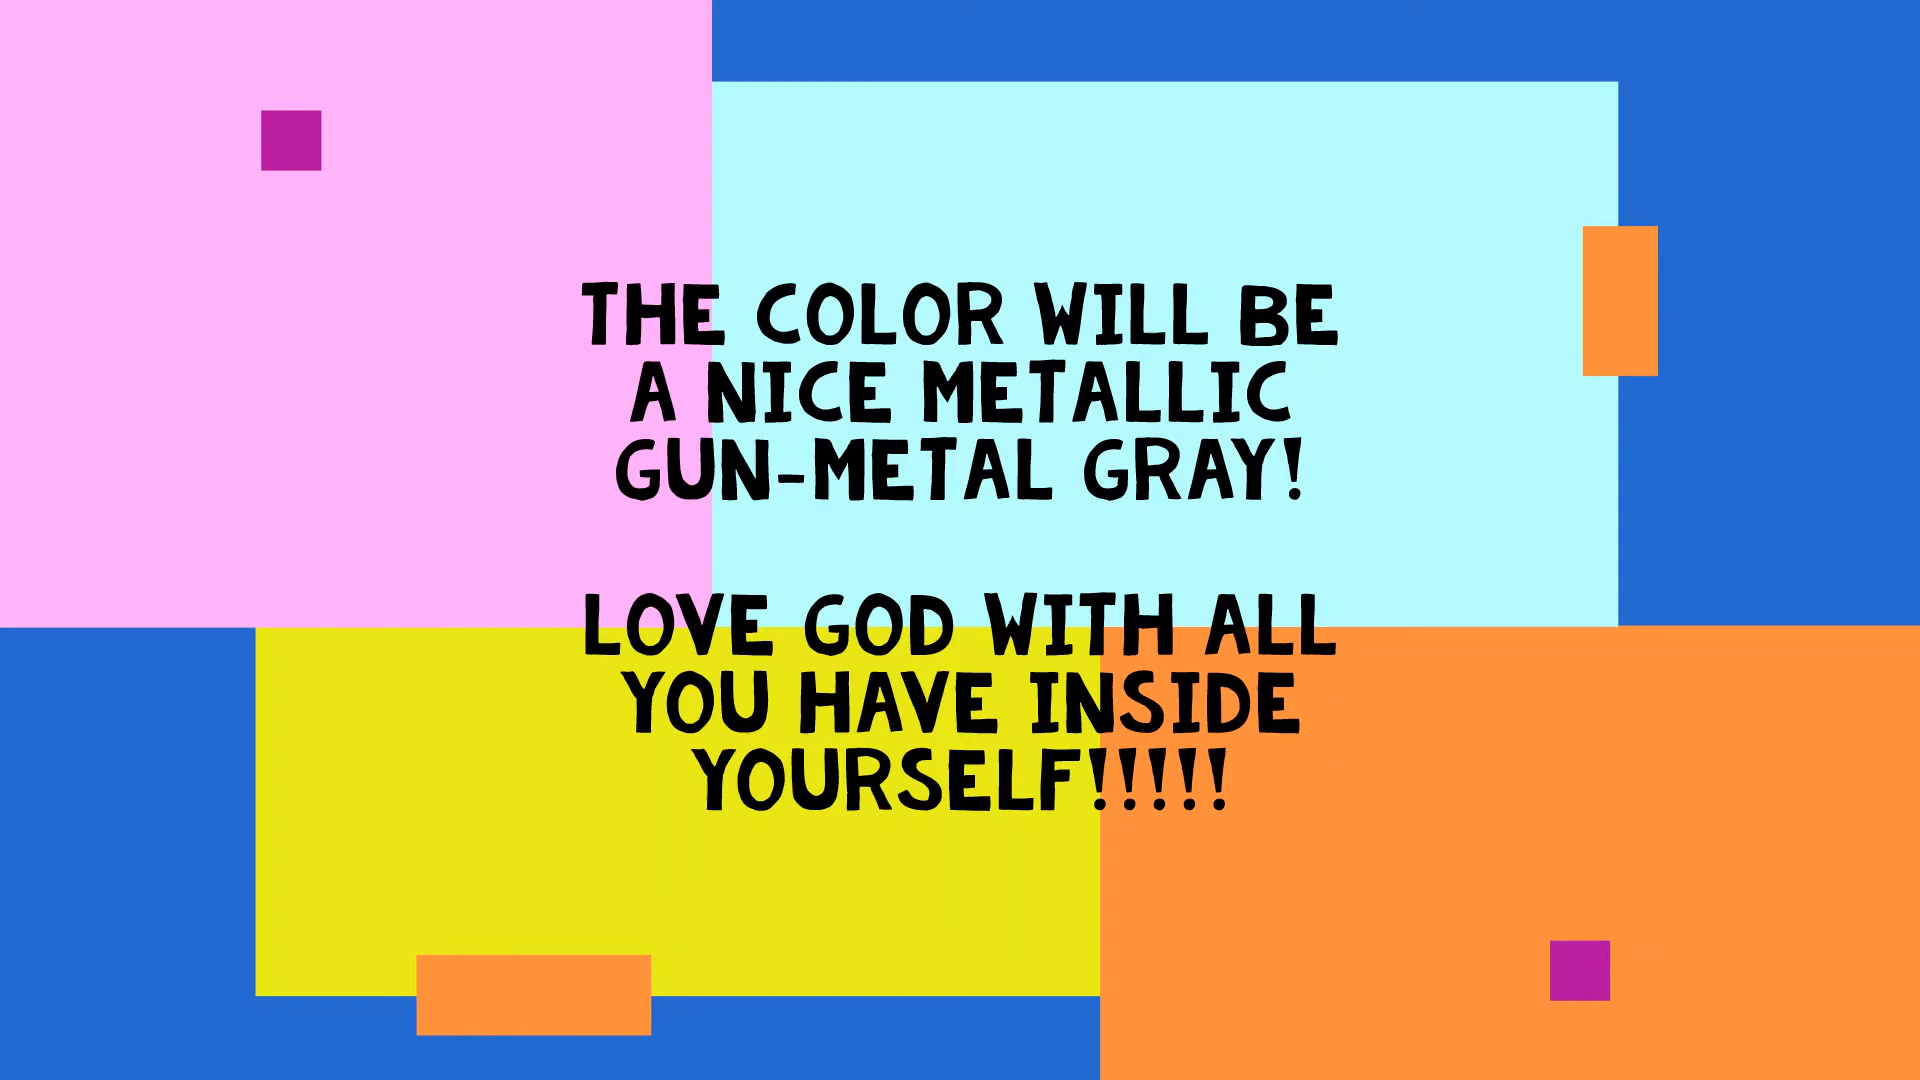 THE COLOR WILL BE
A NICE METALLIC
GUN-METAL GRAY!
LOVE GOD WITH ALL
YOU HAVE INSIDE
YOURSELF!!!!!